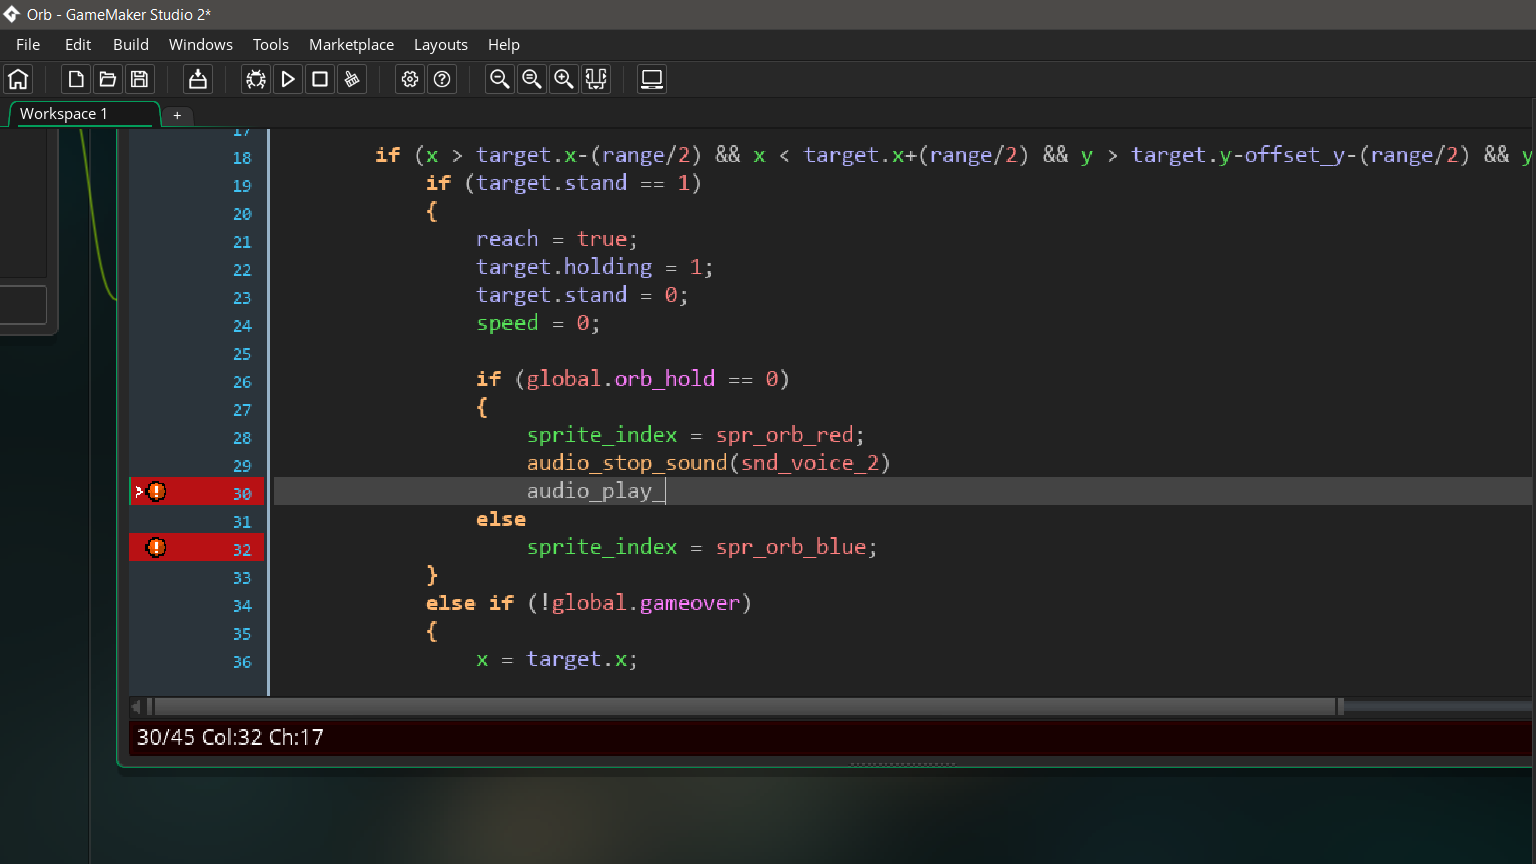 Orb - GameMaker Studio 2*
File Edit Build Windows Tools Marketplace Layouts Help
Workspace 1 +
17
18 if (x > target.x-(range/2) && x < target.x+(range/2) && y > target.y-offset_y-(range/2) && y
19 if (target.stand == 1)
20 {
21 reach = true;
22 target.holding = 1;
23 target.stand = 0;
24 speed = 0;
25
26 if (global.orb_hold == 0)
27 {
28 sprite_index = spr_orb_red;
29 audio_stop_sound(snd_voice_2)
30 audio_play_
31 else
32 sprite_index = spr_orb_blue;
33 }
34 else if (!global.gameover)
35 {
36 x = target.x;
30/45 Col:32 Ch:17